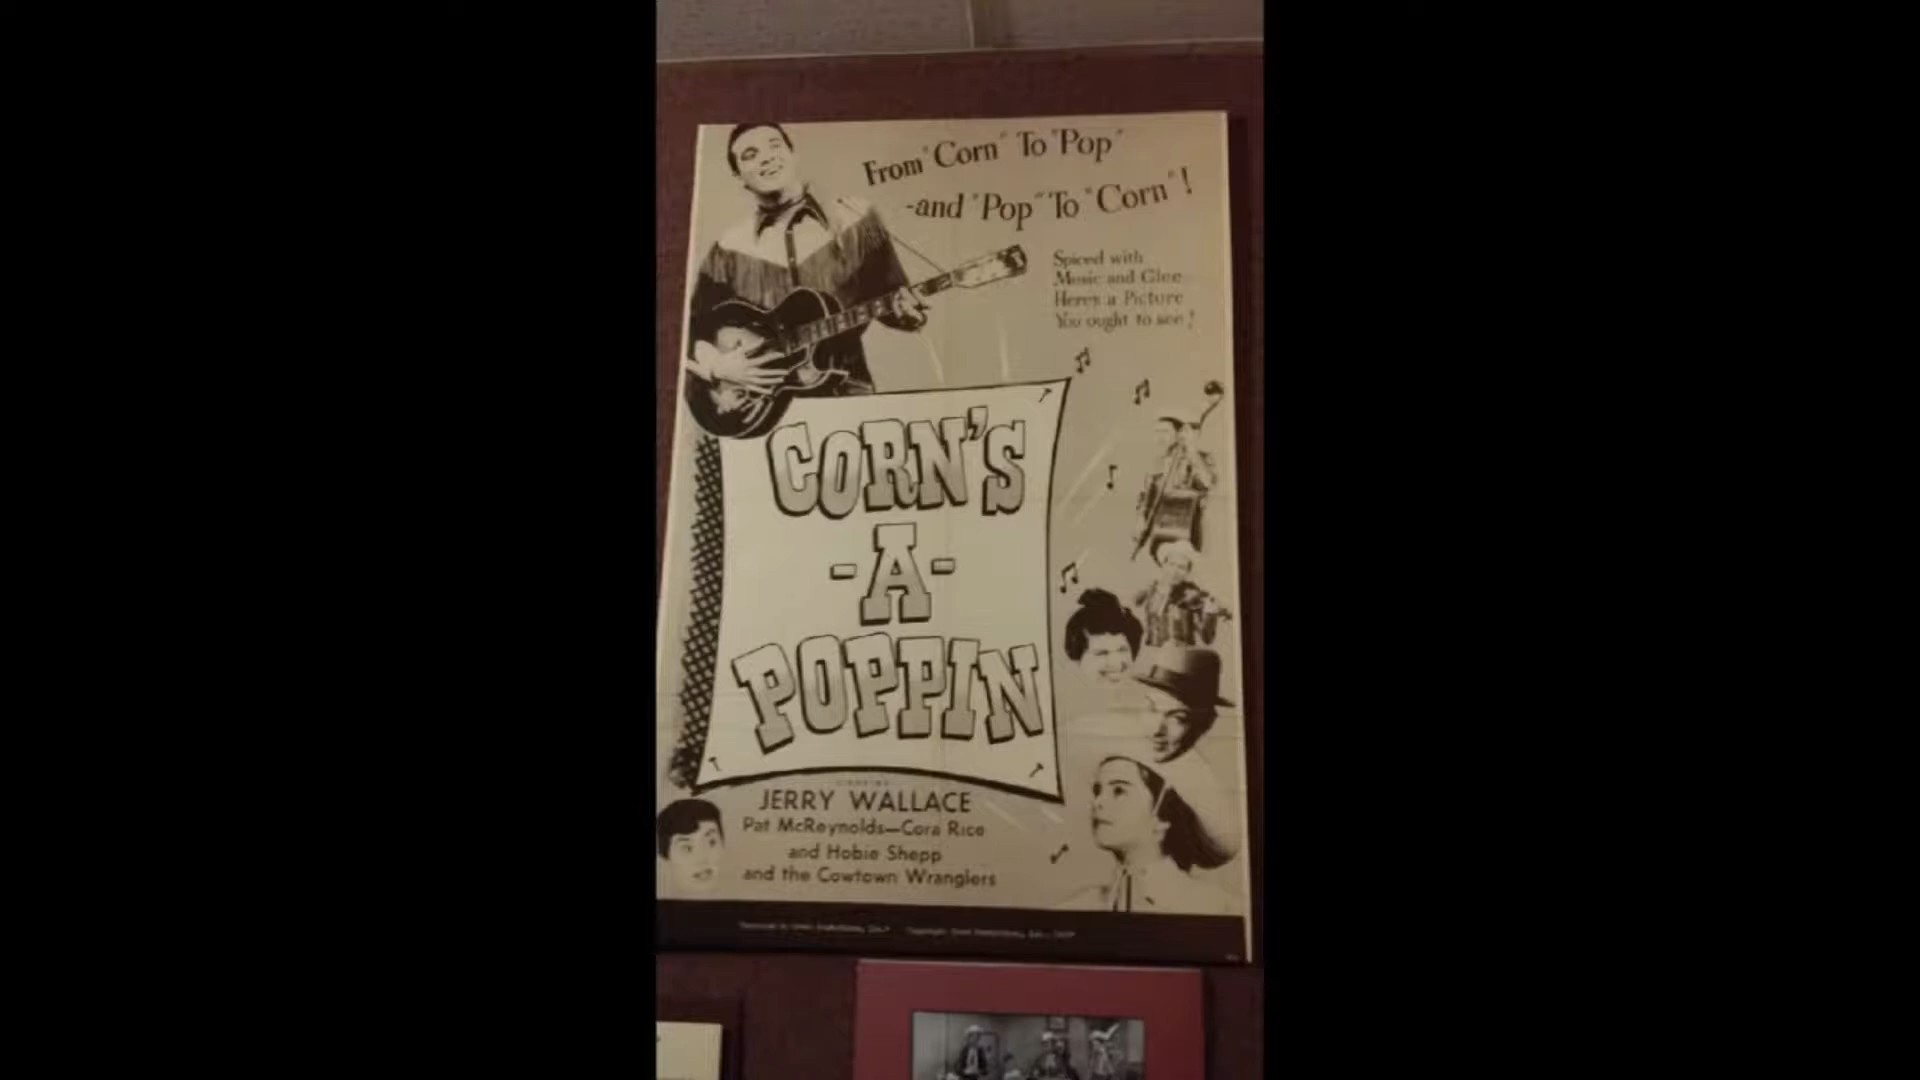 From "Corn" To "Pop"
-and "Pop" To "Corn"!
Spiced with
Music and Glee
Here's a Picture
You ought to see!
CORN'S
-A-
POPPIN
JERRY WALLACE
Pat McReynolds—Cora Rice
and Hobie Shepp
and the Cowtown Wranglers